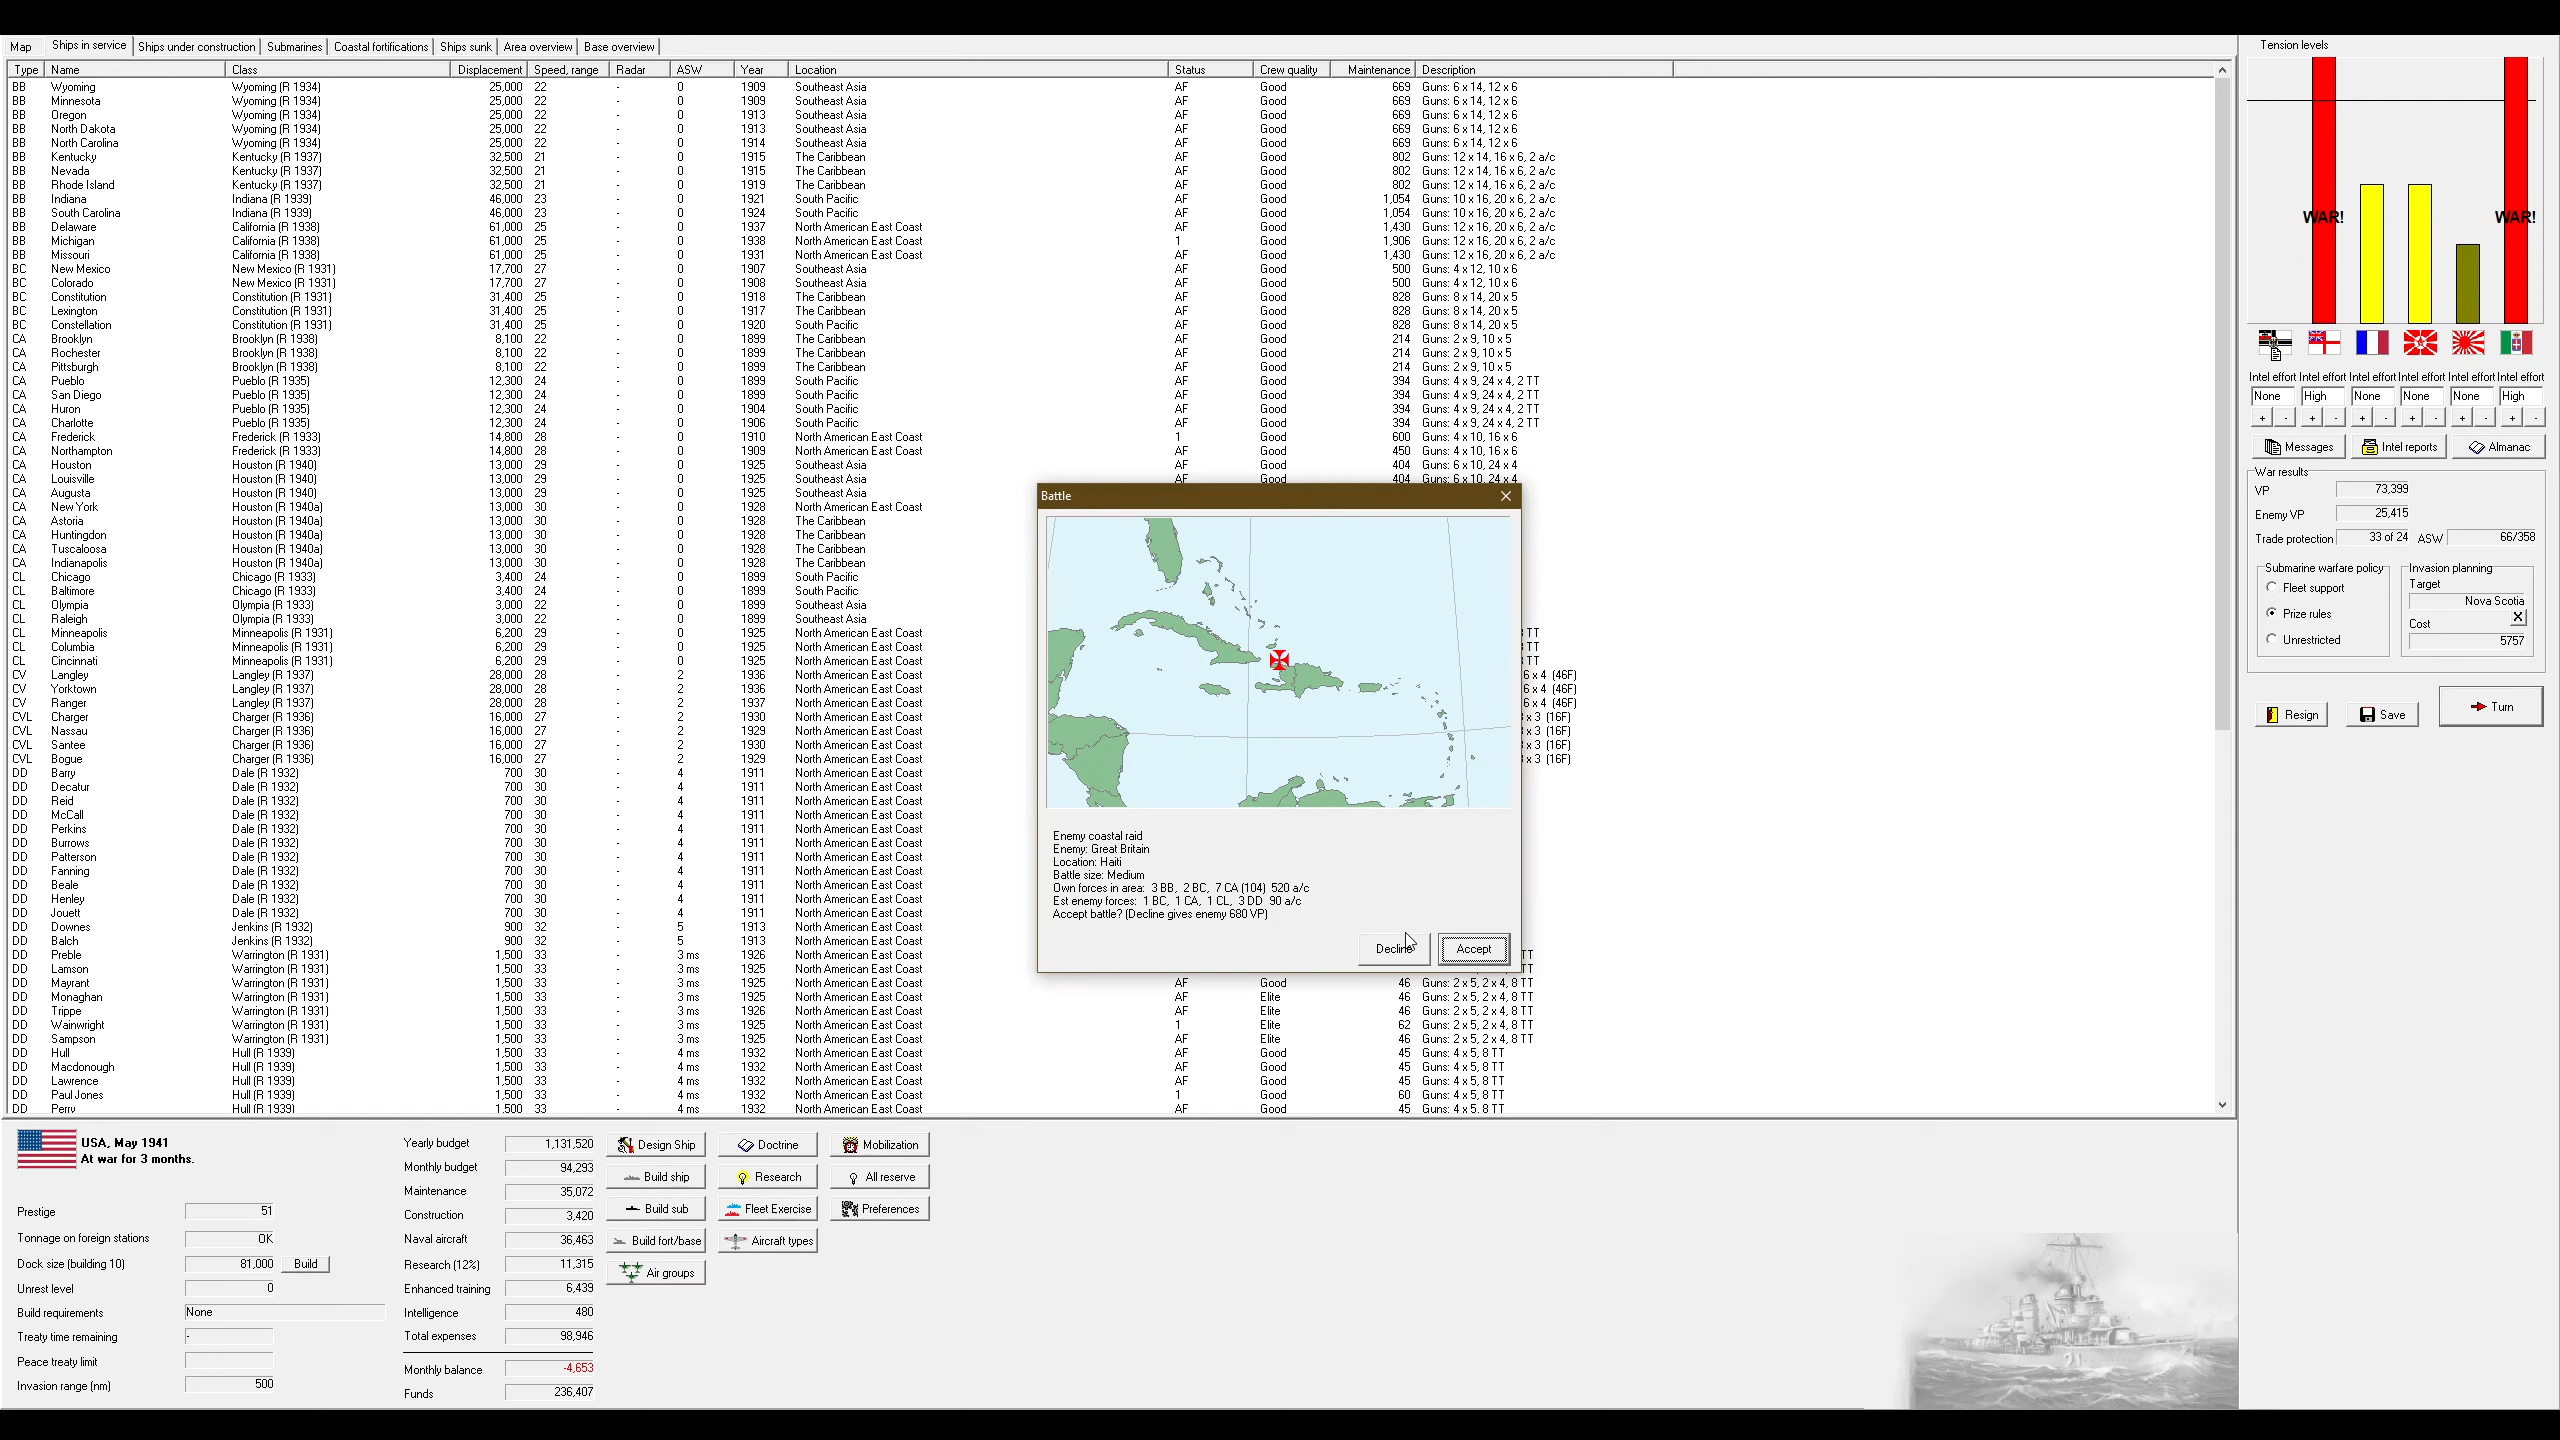 Map Ships in service Ships under construction Submarines Coastal fortifications Ships sunk Area overview Base overview
Type Name Class Displacement Speed, range Radar ASW Year Location Status Crew quality Maintenance Description
BB Wyoming Wyoming (R 1934) 25,000 22 - 0 1909 Southeast Asia AF Good 669 Guns: 6 x 14, 12 x 6
BB Minnesota Wyoming (R 1934) 25,000 22 - 0 1909 Southeast Asia AF Good 669 Guns: 6 x 14, 12 x 6
BB Oregon Wyoming (R 1934) 25,000 22 - 0 1913 Southeast Asia AF Good 669 Guns: 6 x 14, 12 x 6
BB North Dakota Wyoming (R 1934) 25,000 22 - 0 1913 Southeast Asia AF Good 669 Guns: 6 x 14, 12 x 6
BB North Carolina Wyoming (R 1934) 25,000 22 - 0 1914 Southeast Asia AF Good 669 Guns: 6 x 14, 12 x 6
BB Kentucky Kentucky (R 1937) 32,500 21 - 0 1915 The Caribbean AF Good 802 Guns: 12 x 14, 16 x 6, 2 a/c
BB Nevada Kentucky (R 1937) 32,500 21 - 0 1915 The Caribbean AF Good 802 Guns: 12 x 14, 16 x 6, 2 a/c
BB Rhode Island Kentucky (R 1937) 32,500 21 - 0 1919 The Caribbean AF Good 802 Guns: 12 x 14, 16 x 6, 2 a/c
BB Indiana Indiana (R 1939) 46,000 23 - 0 1921 South Pacific AF Good 1,054 Guns: 10 x 16, 20 x 6, 2 a/c
BB South Carolina Indiana (R 1939) 46,000 23 - 0 1924 South Pacific AF Good 1,054 Guns: 10 x 16, 20 x 6, 2 a/c
BB Delaware California (R 1938) 61,000 25 - 0 1937 North American East Coast AF Good 1,430 Guns: 12 x 16, 20 x 6, 2 a/c
BB Michigan California (R 1938) 61,000 25 - 0 1938 North American East Coast 1 Good 1,906 Guns: 12 x 16, 20 x 6, 2 a/c
BB Missouri California (R 1938) 61,000 25 - 0 1931 North American East Coast AF Good 1,430 Guns: 12 x 16, 20 x 6, 2 a/c
BC New Mexico New Mexico (R 1931) 17,700 27 - 0 1907 Southeast Asia AF Good 500 Guns: 4 x 12, 10 x 6
BC Colorado New Mexico (R 1931) 17,700 27 - 0 1908 Southeast Asia AF Good 500 Guns: 4 x 12, 10 x 6
BC Constitution Constitution (R 1931) 31,400 25 - 0 1918 The Caribbean AF Good 828 Guns: 8 x 14, 20 x 5
BC Lexington Constitution (R 1931) 31,400 25 - 0 1917 The Caribbean AF Good 828 Guns: 8 x 14, 20 x 5
BC Constellation Constitution (R 1931) 31,400 25 - 0 1920 South Pacific AF Good 828 Guns: 8 x 14, 20 x 5
CA Brooklyn Brooklyn (R 1938) 8,100 22 - 0 1899 The Caribbean AF Good 214 Guns: 2 x 9, 10 x 5
CA Rochester Brooklyn (R 1938) 8,100 22 - 0 1899 The Caribbean AF Good 214 Guns: 2 x 9, 10 x 5
CA Pittsburgh Brooklyn (R 1938) 8,100 22 - 0 1899 The Caribbean AF Good 214 Guns: 2 x 9, 10 x 5
CA Pueblo Pueblo (R 1935) 12,300 24 - 0 1899 South Pacific AF Good 394 Guns: 4 x 9, 24 x 4, 2 TT
CA San Diego Pueblo (R 1935) 12,300 24 - 0 1899 South Pacific AF Good 394 Guns: 4 x 9, 24 x 4, 2 TT
CA Huron Pueblo (R 1935) 12,300 24 - 0 1904 South Pacific AF Good 394 Guns: 4 x 9, 24 x 4, 2 TT
CA Charlotte Pueblo (R 1935) 12,300 24 - 0 1906 South Pacific AF Good 394 Guns: 4 x 9, 24 x 4, 2 TT
CA Frederick Frederick (R 1933) 14,800 28 - 0 1910 North American East Coast 1 Good 600 Guns: 4 x 10, 16 x 6
CA Northampton Frederick (R 1933) 14,800 28 - 0 1909 North American East Coast AF Good 450 Guns: 4 x 10, 16 x 6
CA Houston Houston (R 1940) 13,000 29 - 0 1925 Southeast Asia AF Good 404 Guns: 6 x 10, 24 x 4
CA Louisville Houston (R 1940) 13,000 29 - 0 1925 Southeast Asia AF Good 404 Guns: 6 x 10, 24 x 4
CA Augusta Houston (R 1940) 13,000 29 - 0 1925 Southeast Asia
CA New York Houston (R 1940a) 13,000 30 - 0 1928 North American East Coast
CA Astoria Houston (R 1940a) 13,000 30 - 0 1928 The Caribbean
CA Huntingdon Houston (R 1940a) 13,000 30 - 0 1928 The Caribbean
CA Tuscaloosa Houston (R 1940a) 13,000 30 - 0 1928 The Caribbean
CA Indianapolis Houston (R 1940a) 13,000 30 - 0 1928 The Caribbean
CL Chicago Chicago (R 1933) 3,400 24 - 0 1899 South Pacific
CL Baltimore Chicago (R 1933) 3,400 24 - 0 1899 South Pacific
CL Olympia Olympia (R 1933) 3,000 22 - 0 1899 Southeast Asia
CL Raleigh Olympia (R 1933) 3,000 22 - 0 1899 Southeast Asia
CL Minneapolis Minneapolis (R 1931) 6,200 29 - 0 1925 North American East Coast TT
CL Columbia Minneapolis (R 1931) 6,200 29 - 0 1925 North American East Coast TT
CL Cincinnati Minneapolis (R 1931) 6,200 29 - 0 1925 North American East Coast TT
CV Langley Langley (R 1937) 28,000 28 - 2 1936 North American East Coast 6 x 4 (46F)
CV Yorktown Langley (R 1937) 28,000 28 - 2 1936 North American East Coast 6 x 4 (46F)
CV Ranger Langley (R 1937) 28,000 28 - 2 1937 North American East Coast 6 x 4 (46F)
CVL Charger Charger (R 1936) 16,000 27 - 2 1930 North American East Coast x 3 (16F)
CVL Nassau Charger (R 1936) 16,000 27 - 2 1929 North American East Coast x 3 (16F)
CVL Santee Charger (R 1936) 16,000 27 - 2 1930 North American East Coast x 3 (16F)
CVL Bogue Charger (R 1936) 16,000 27 - 2 1929 North American East Coast x 3 (16F)
DD Barry Dale (R 1932) 700 30 - 4 1911 North American East Coast
DD Decatur Dale (R 1932) 700 30 - 4 1911 North American East Coast
DD Reid Dale (R 1932) 700 30 - 4 1911 North American East Coast
DD McCall Dale (R 1932) 700 30 - 4 1911 North American East Coast
DD Perkins Dale (R 1932) 700 30 - 4 1911 North American East Coast
DD Burrows Dale (R 1932) 700 30 - 4 1911 North American East Coast
DD Patterson Dale (R 1932) 700 30 - 4 1911 North American East Coast
DD Fanning Dale (R 1932) 700 30 - 4 1911 North American East Coast
DD Beale Dale (R 1932) 700 30 - 4 1911 North American East Coast
DD Henley Dale (R 1932) 700 30 - 4 1911 North American East Coast
DD Jouett Dale (R 1932) 700 30 - 4 1911 North American East Coast
DD Downes Jenkins (R 1932) 900 32 - 5 1913 North American East Coast
DD Balch Jenkins (R 1932) 900 32 - 5 1913 North American East Coast
DD Preble Warrington (R 1931) 1,500 33 - 3 ms 1926 North American East Coast TT
DD Lamson Warrington (R 1931) 1,500 33 - 3 ms 1925 North American East Coast TT
DD Mayrant Warrington (R 1931) 1,500 33 - 3 ms 1925 North American East Coast AF Good 46 Guns: 2 x 5, 2 x 4, 8 TT
DD Monaghan Warrington (R 1931) 1,500 33 - 3 ms 1925 North American East Coast AF Elite 46 Guns: 2 x 5, 2 x 4, 8 TT
DD Trippe Warrington (R 1931) 1,500 33 - 3 ms 1926 North American East Coast AF Elite 46 Guns: 2 x 5, 2 x 4, 8 TT
DD Wainwright Warrington (R 1931) 1,500 33 - 3 ms 1925 North American East Coast 1 Elite 62 Guns: 2 x 5, 2 x 4, 8 TT
DD Sampson Warrington (R 1931) 1,500 33 - 3 ms 1925 North American East Coast AF Elite 46 Guns: 2 x 5, 2 x 4, 8 TT
DD Hull Hull (R 1939) 1,500 33 - 4 ms 1932 North American East Coast AF Good 45 Guns: 4 x 5, 8 TT
DD Macdonough Hull (R 1939) 1,500 33 - 4 ms 1932 North American East Coast AF Good 45 Guns: 4 x 5, 8 TT
DD Lawrence Hull (R 1939) 1,500 33 - 4 ms 1932 North American East Coast AF Good 45 Guns: 4 x 5, 8 TT
DD Paul Jones Hull (R 1939) 1,500 33 - 4 ms 1932 North American East Coast 1 Good 60 Guns: 4 x 5, 8 TT
DD Perry Hull (R 1939) 1,500 33 - 4 ms 1932 North American East Coast AF Good 45 Guns: 4 x 5, 8 TT
Battle
Enemy coastal raid
Enemy: Great Britain
Location: Haiti
Battle size: Medium
Own forces in area: 3 BB, 2 BC, 7 CA (104) 520 a/c
Est enemy forces: 1 BC, 1 CA, 1 CL, 3 DD 90 a/c
Accept battle? (Decline gives enemy 680 VP)
Decline Accept
Tension levels
WAR! WAR!
Intel effort Intel effort Intel effort Intel effort Intel effort Intel effort
None High None None None High
+ - + - + - + - + - + -
Messages Intel reports Almanac
War results
VP 73,399
Enemy VP 25,415
Trade protection 33 of 24 ASW 66/358
Submarine warfare policy Invasion planning
Fleet support Target
Nova Scotia
Prize rules Cost X
Unrestricted 5757
Resign Save Turn
USA, May 1941
At war for 3 months.
Prestige 51
Tonnage on foreign stations OK
Dock size (building 10) 81,000 Build
Unrest level 0
Build requirements None
Treaty time remaining -
Peace treaty limit
Invasion range (nm) 500
Yearly budget 1,131,520
Monthly budget 94,293
Maintenance 35,072
Construction 3,420
Naval aircraft 36,463
Research (12%) 11,315
Enhanced training 6,439
Intelligence 480
Total expenses 98,946
Monthly balance -4,653
Funds 236,407
Design Ship Doctrine Mobilization
Build ship Research All reserve
Build sub Fleet Exercise Preferences
Build fort/base Aircraft types
Air groups